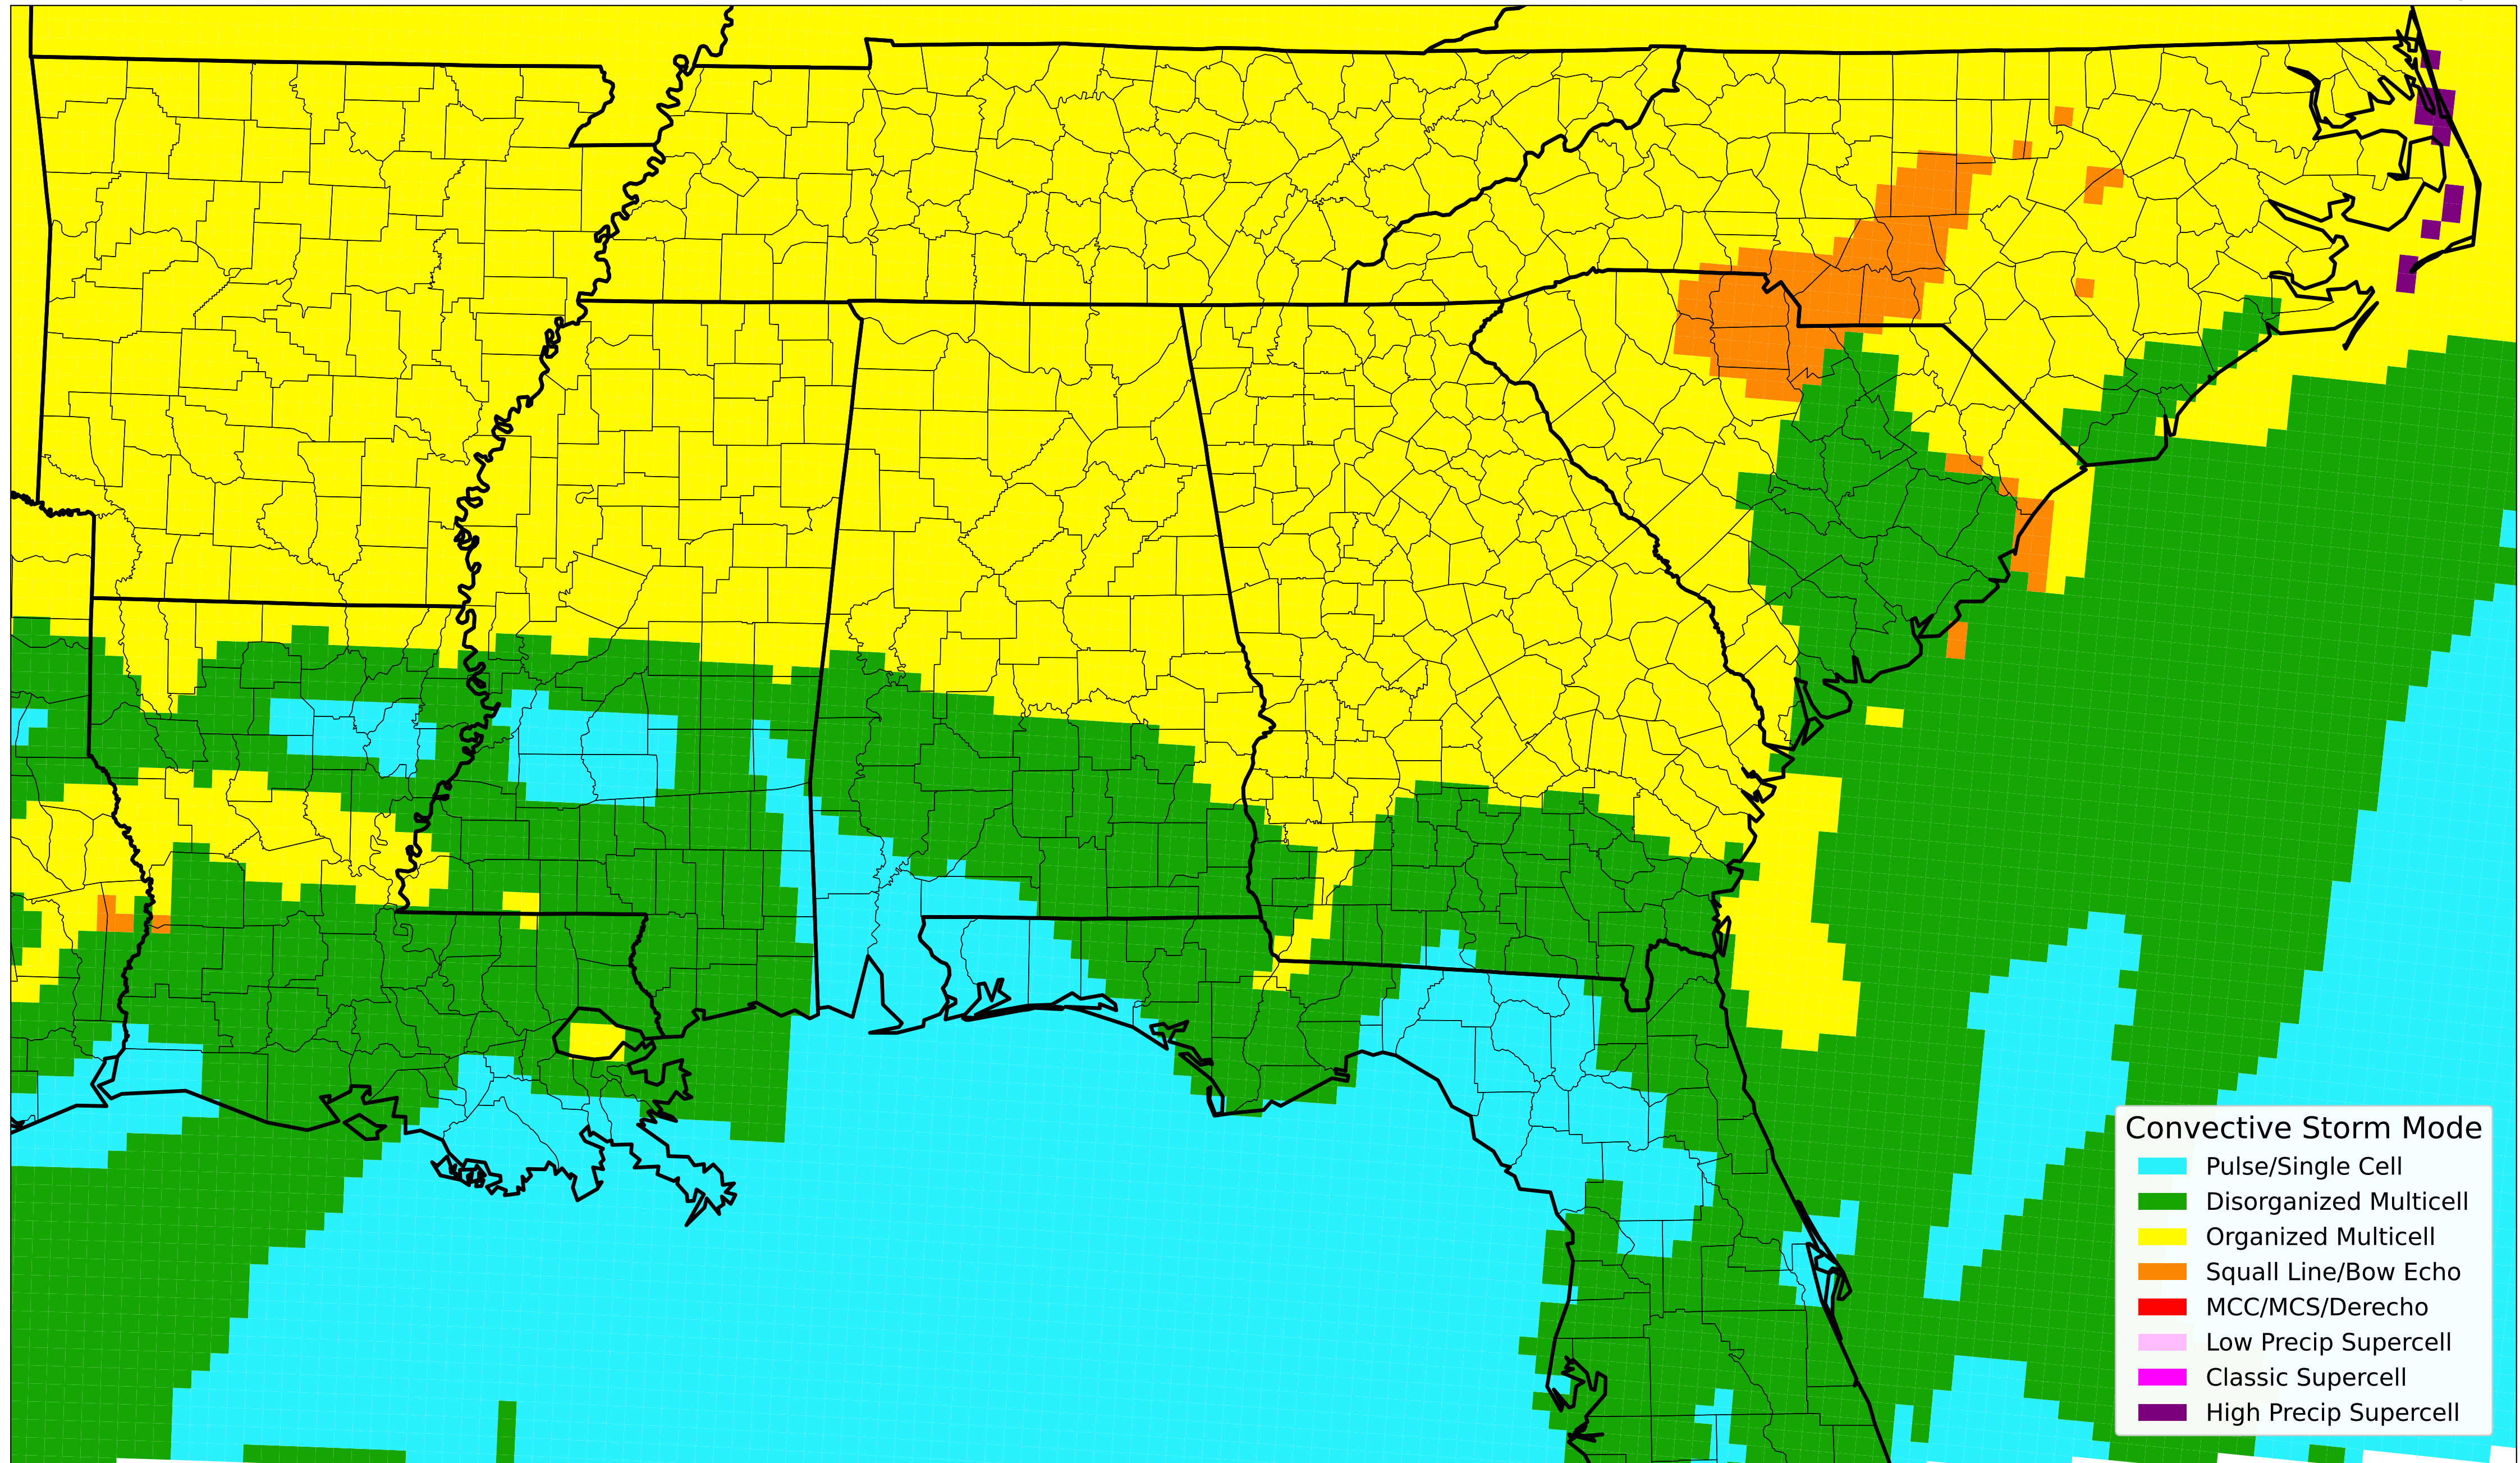 Convective Storm Mode
Pulse/Single Cell
Disorganized Multicell
Organized Multicell
Squall Line/Bow Echo
MCC/MCS/Derecho
Low Precip Supercell
Classic Supercell
High Precip Supercell